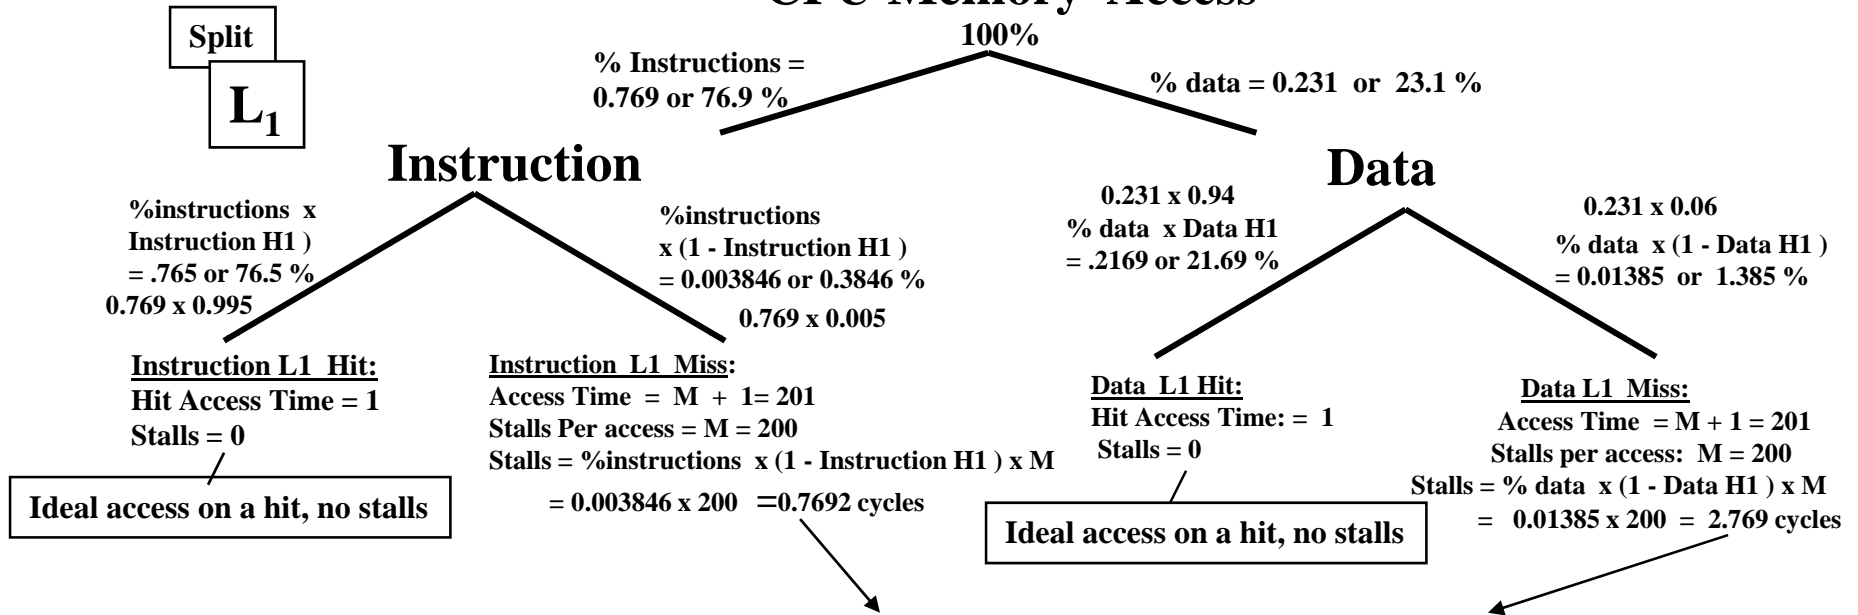 CPU Memory Access
Split
L1
100%
% Instructions =
0.769 or 76.9 %
% data = 0.231 or 23.1 %
Instruction
Data
%instructions x
Instruction H1 )
= .765 or 76.5 %
0.769 x 0.995
%instructions
x (1 - Instruction H1 )
= 0.003846 or 0.3846 %
0.769 x 0.005
0.231 x 0.94
% data x Data H1
= .2169 or 21.69 %
0.231 x 0.06
% data x (1 - Data H1 )
= 0.01385 or 1.385 %
Instruction L1 Hit:
Hit Access Time = 1
Stalls = 0
Ideal access on a hit, no stalls
Instruction L1 Miss:
Access Time = M + 1= 201
Stalls Per access = M = 200
Stalls = %instructions x (1 - Instruction H1 ) x M
= 0.003846 x 200 =0.7692 cycles
Data L1 Hit:
Hit Access Time: = 1
Stalls = 0
Ideal access on a hit, no stalls
Data L1 Miss:
Access Time = M + 1 = 201
Stalls per access: M = 200
Stalls = % data x (1 - Data H1 ) x M
= 0.01385 x 200 = 2.769 cycles